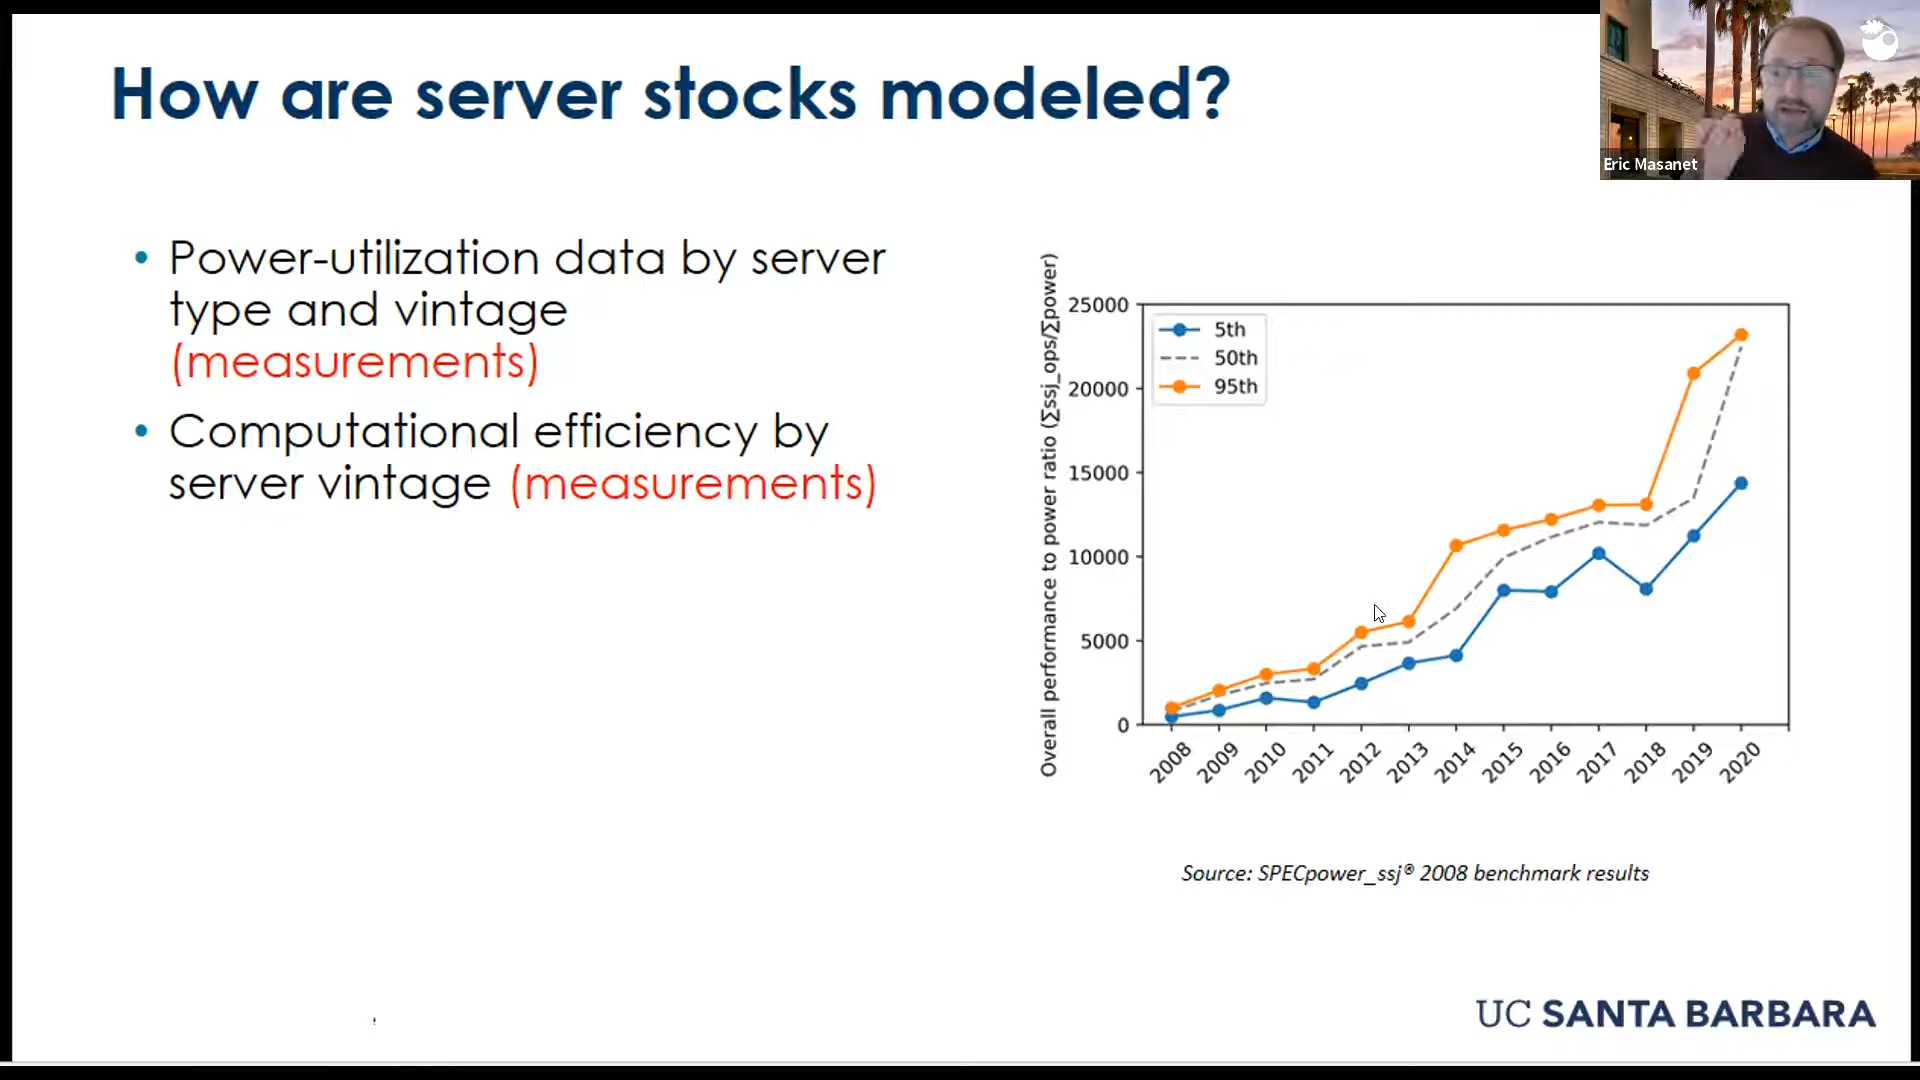 How are server stocks modeled?
Eric Masanet
• Power-utilization data by server
type and vintage
(measurements)
• Computational efficiency by
server vintage (measurements)
Overall performance to power ratio (∑ssj_ops/∑power)
25000
20000
15000
10000
5000
0
5th
50th
95th
2008
2009
2010
2011
2012
2013
2014
2015
2016
2017
2018
2019
2020
Source: SPECpower_ssj® 2008 benchmark results
UC SANTA BARBARA